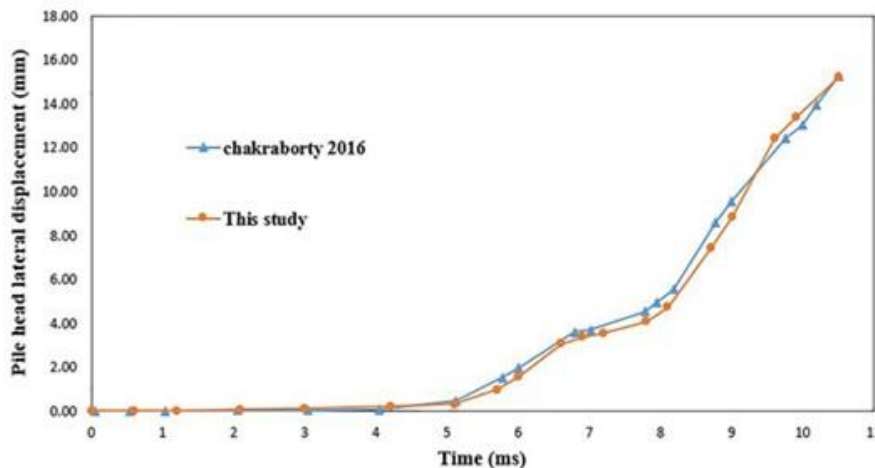 Pile head lateral displacement (mm)
18.00
16.00
14.00
12.00
10.00
8.00
6.00
4.00
2.00
0.00
chakraborty 2016
This study
0 1 2 3 4 5 6 7 8 9 10
Time (ms)